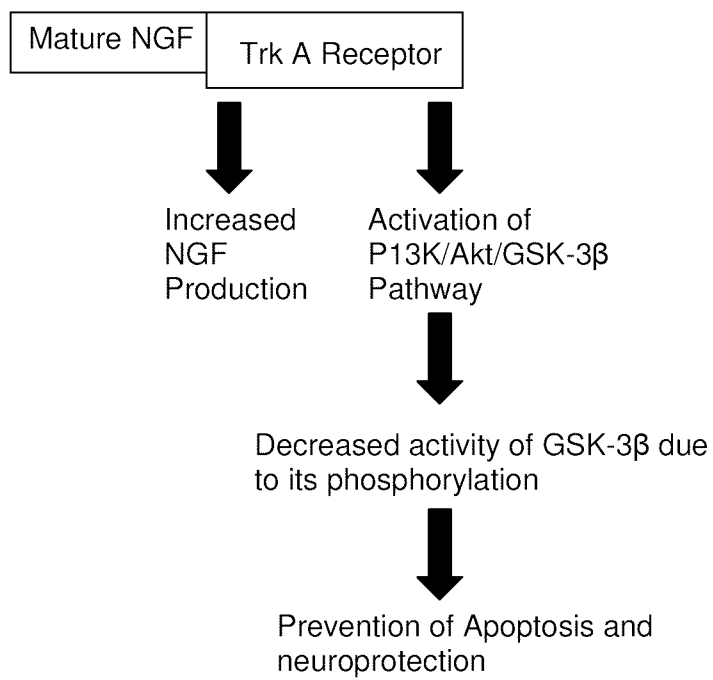 Mature NGF
Trk A Receptor
Increased
NGF
Production
Activation of
P13K/Akt/GSK-3β
Pathway
Decreased activity of GSK-3β due
to its phosphorylation
Prevention of Apoptosis and
neuroprotection